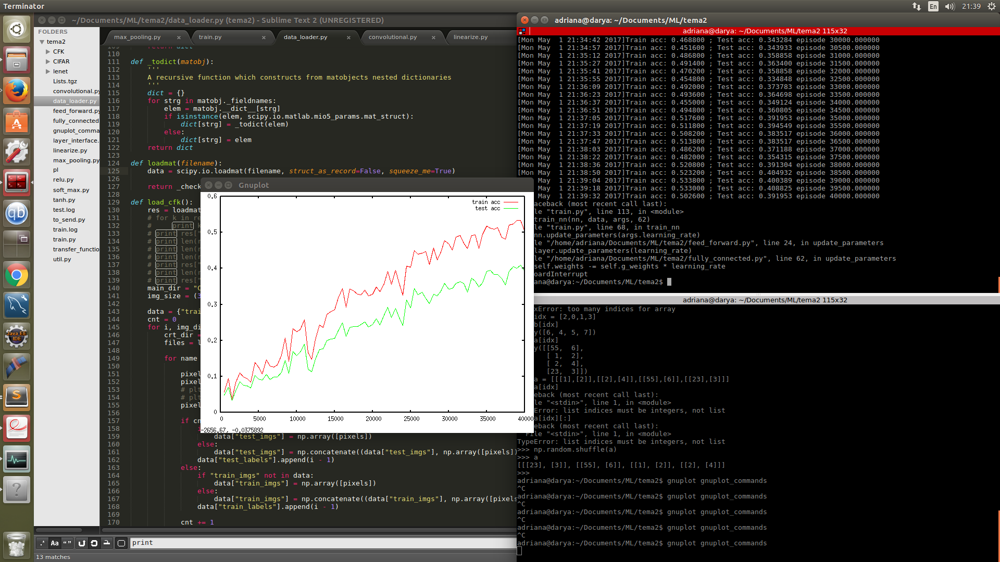 Terminator
En
21:39
~/Documents/ML/tema2/data_loader.py (tema2) - Sublime Text 2 (UNREGISTERED)
FOLDERS
tema2
CFK
CIFAR
lenet
Lists.tgz
convolutional.py
data_loader.py
feed_forward.py
fully_connected
gnuplot_comma
layer_interface.
linearize.py
max_pooling.py
pl
relu.py
soft_max.py
tanh.py
test.log
to_send.py
train.log
train.py
transfer_functio
util.py
max_pooling.py
train.py
data_loader.py
convolutional.py
linearize.py
109 return dict
110
111 def _todict(matobj):
112 '''
113 A recursive function which constructs from matobjects nested dictionaries
114 '''
115 dict = {}
116 for strg in matobj._fieldnames:
117 elem = matobj.__dict__[strg]
118 if isinstance(elem, scipy.io.matlab.mio5_params.mat_struct):
119 dict[strg] = _todict(elem)
120 else:
121 dict[strg] = elem
122 return dict
123
124 def loadmat(filename):
125 data = scipy.io.loadmat(filename, struct_as_record=False, squeeze_me=True)
126
127 return _check
128
129 def load_cfk():
130 res = loadmat
131 # for k in re
132 # print k
133 # print res["
134 # print len(r
135 # print len(r
136 # print len(r
137 # print res["
138 # print len(r
139 # print res["
140 main_dir = "C
141 img_size = (3
142
143 data = {"trai
144 cnt = 0
145 for i, img_di
146 crt_dir =
147 files = l
148
149 for name
150
151 pixel
152 pixel
153 # plt
154 # plt
155 pixel
156
157 if cn
158 i
159 data["test_imgs"] = np.array([pixels])
160 else:
161 data["test_imgs"] = np.concatenate((data["test_imgs"], np.array([pixels])
162 data["test_labels"].append(i - 1)
163 else:
164 if "train_imgs" not in data:
165 data["train_imgs"] = np.array([pixels])
166 else:
167 data["train_imgs"] = np.concatenate((data["train_imgs"], np.array([pixels
168 data["train_labels"].append(i - 1)
169
170 cnt += 1
.* Aa “” print
13 matches
Gnuplot
train acc
test acc
0.6
0.5
0.4
0.3
0.2
0.1
0
0 5000 10000 15000 20000 25000 30000 35000 40000
-2656.67, -0.0375892
adriana@darya: ~/Documents/ML/tema2
adriana@darya: ~/Documents/ML/tema2 115x32
[Mon May  1 21:34:42 2017]Train acc: 0.468800 ; Test acc: 0.343284 episode 30000.000000
[Mon May  1 21:34:57 2017]Train acc: 0.451600 ; Test acc: 0.343933 episode 30500.000000
[Mon May  1 21:35:12 2017]Train acc: 0.486800 ; Test acc: 0.358858 episode 31000.000000
[Mon May  1 21:35:27 2017]Train acc: 0.491400 ; Test acc: 0.363400 episode 31500.000000
[Mon May  1 21:35:41 2017]Train acc: 0.470200 ; Test acc: 0.358858 episode 32000.000000
[Mon May  1 21:35:55 2017]Train acc: 0.454800 ; Test acc: 0.334848 episode 32500.000000
[Mon May  1 21:36:09 2017]Train acc: 0.492000 ; Test acc: 0.373783 episode 33000.000000
[Mon May  1 21:36:23 2017]Train acc: 0.493600 ; Test acc: 0.364698 episode 33500.000000
[Mon May  1 21:36:37 2017]Train acc: 0.455000 ; Test acc: 0.349124 episode 34000.000000
[Mon May  1 21:36:51 2017]Train acc: 0.494800 ; Test acc: 0.360805 episode 34500.000000
[Mon May  1 21:37:05 2017]Train acc: 0.517600 ; Test acc: 0.391953 episode 35000.000000
[Mon May  1 21:37:19 2017]Train acc: 0.511800 ; Test acc: 0.394549 episode 35500.000000
[Mon May  1 21:37:33 2017]Train acc: 0.508200 ; Test acc: 0.383517 episode 36000.000000
[Mon May  1 21:37:47 2017]Train acc: 0.513800 ; Test acc: 0.383517 episode 36500.000000
[Mon May  1 21:38:03 2017]Train acc: 0.486200 ; Test acc: 0.371188 episode 37000.000000
[Mon May  1 21:38:22 2017]Train acc: 0.482000 ; Test acc: 0.354315 episode 37500.000000
[Mon May  1 21:38:36 2017]Train acc: 0.520800 ; Test acc: 0.391304 episode 38000.000000
[Mon May  1 21:38:50 2017]Train acc: 0.523200 ; Test acc: 0.404932 episode 38500.000000
May  1 21:39:04 2017]Train acc: 0.533800 ; Test acc: 0.400389 episode 39000.000000
May  1 21:39:18 2017]Train acc: 0.533000 ; Test acc: 0.408825 episode 39500.000000
May  1 21:39:32 2017]Train acc: 0.502600 ; Test acc: 0.391953 episode 40000.000000
aceback (most recent call last):
le "train.py", line 113, in <module>
train_nn(nn, data, args, 62)
le "train.py", line 68, in train_nn
nn.update_parameters(args.learning_rate)
le "/home/adriana/Documents/ML/tema2/feed_forward.py", line 24, in update_parameters
layer.update_parameters(learning_rate)
le "/home/adriana/Documents/ML/tema2/fully_connected.py", line 62, in update_parameters
self.weights -= self.g_weights * learning_rate
oardInterrupt
ana@darya:~/Documents/ML/tema2$
adriana@darya: ~/Documents/ML/tema2 115x32
xError: too many indices for array
idx = [2,0,1,3]
b[idx]
y([6, 4, 5, 7])
a[idx]
y([[55,  6],
[ 1,  2],
[ 2,  4],
[23,  3]])
a = [[[1],[2]],[[2],[4]],[[55],[6]],[[23],[3]]]
a[idx]
eback (most recent call last):
le "<stdin>", line 1, in <module>
Error: list indices must be integers, not list
a[idx][:]
eback (most recent call last):
File "<stdin>", line 1, in <module>
TypeError: list indices must be integers, not list
>>> np.random.shuffle(a)
>>> a
[[[23], [3]], [[55], [6]], [[1], [2]], [[2], [4]]]
>>>
adriana@darya:~/Documents/ML/tema2$ gnuplot gnuplot_commands
^C
adriana@darya:~/Documents/ML/tema2$ gnuplot gnuplot_commands
^C
adriana@darya:~/Documents/ML/tema2$ gnuplot gnuplot_commands
^C
adriana@darya:~/Documents/ML/tema2$ gnuplot gnuplot_commands
^C
adriana@darya:~/Documents/ML/tema2$ gnuplot gnuplot_commands